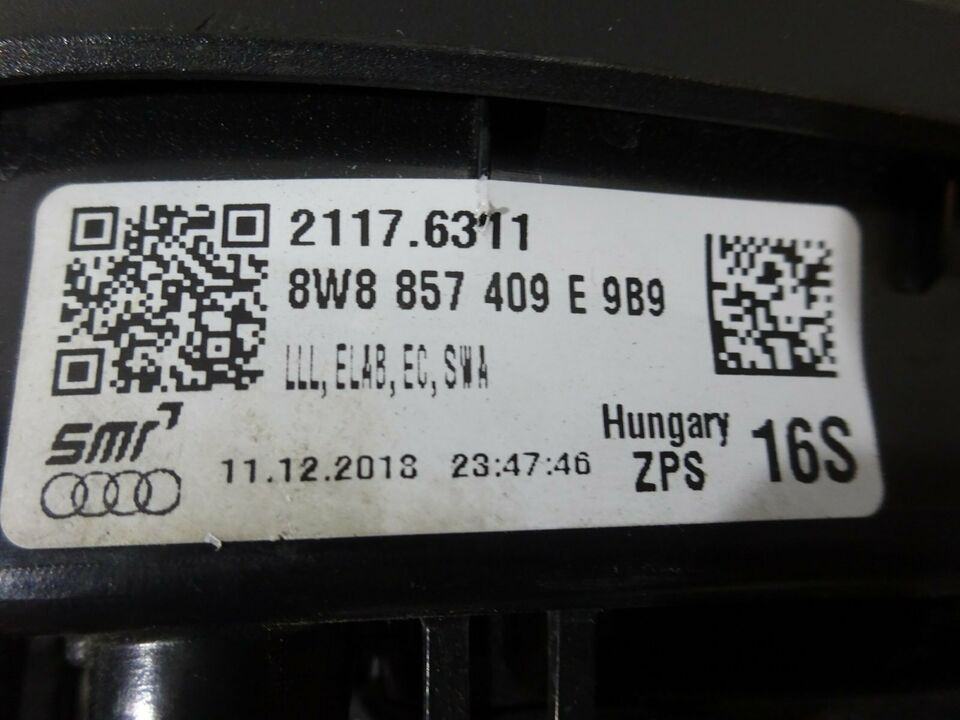 2117.6311
8W8 857 409 E 9B9
LLL, ELAB, EC, SWA
smr
11.12.2018 23:47:46
Hungary
ZPS
16S